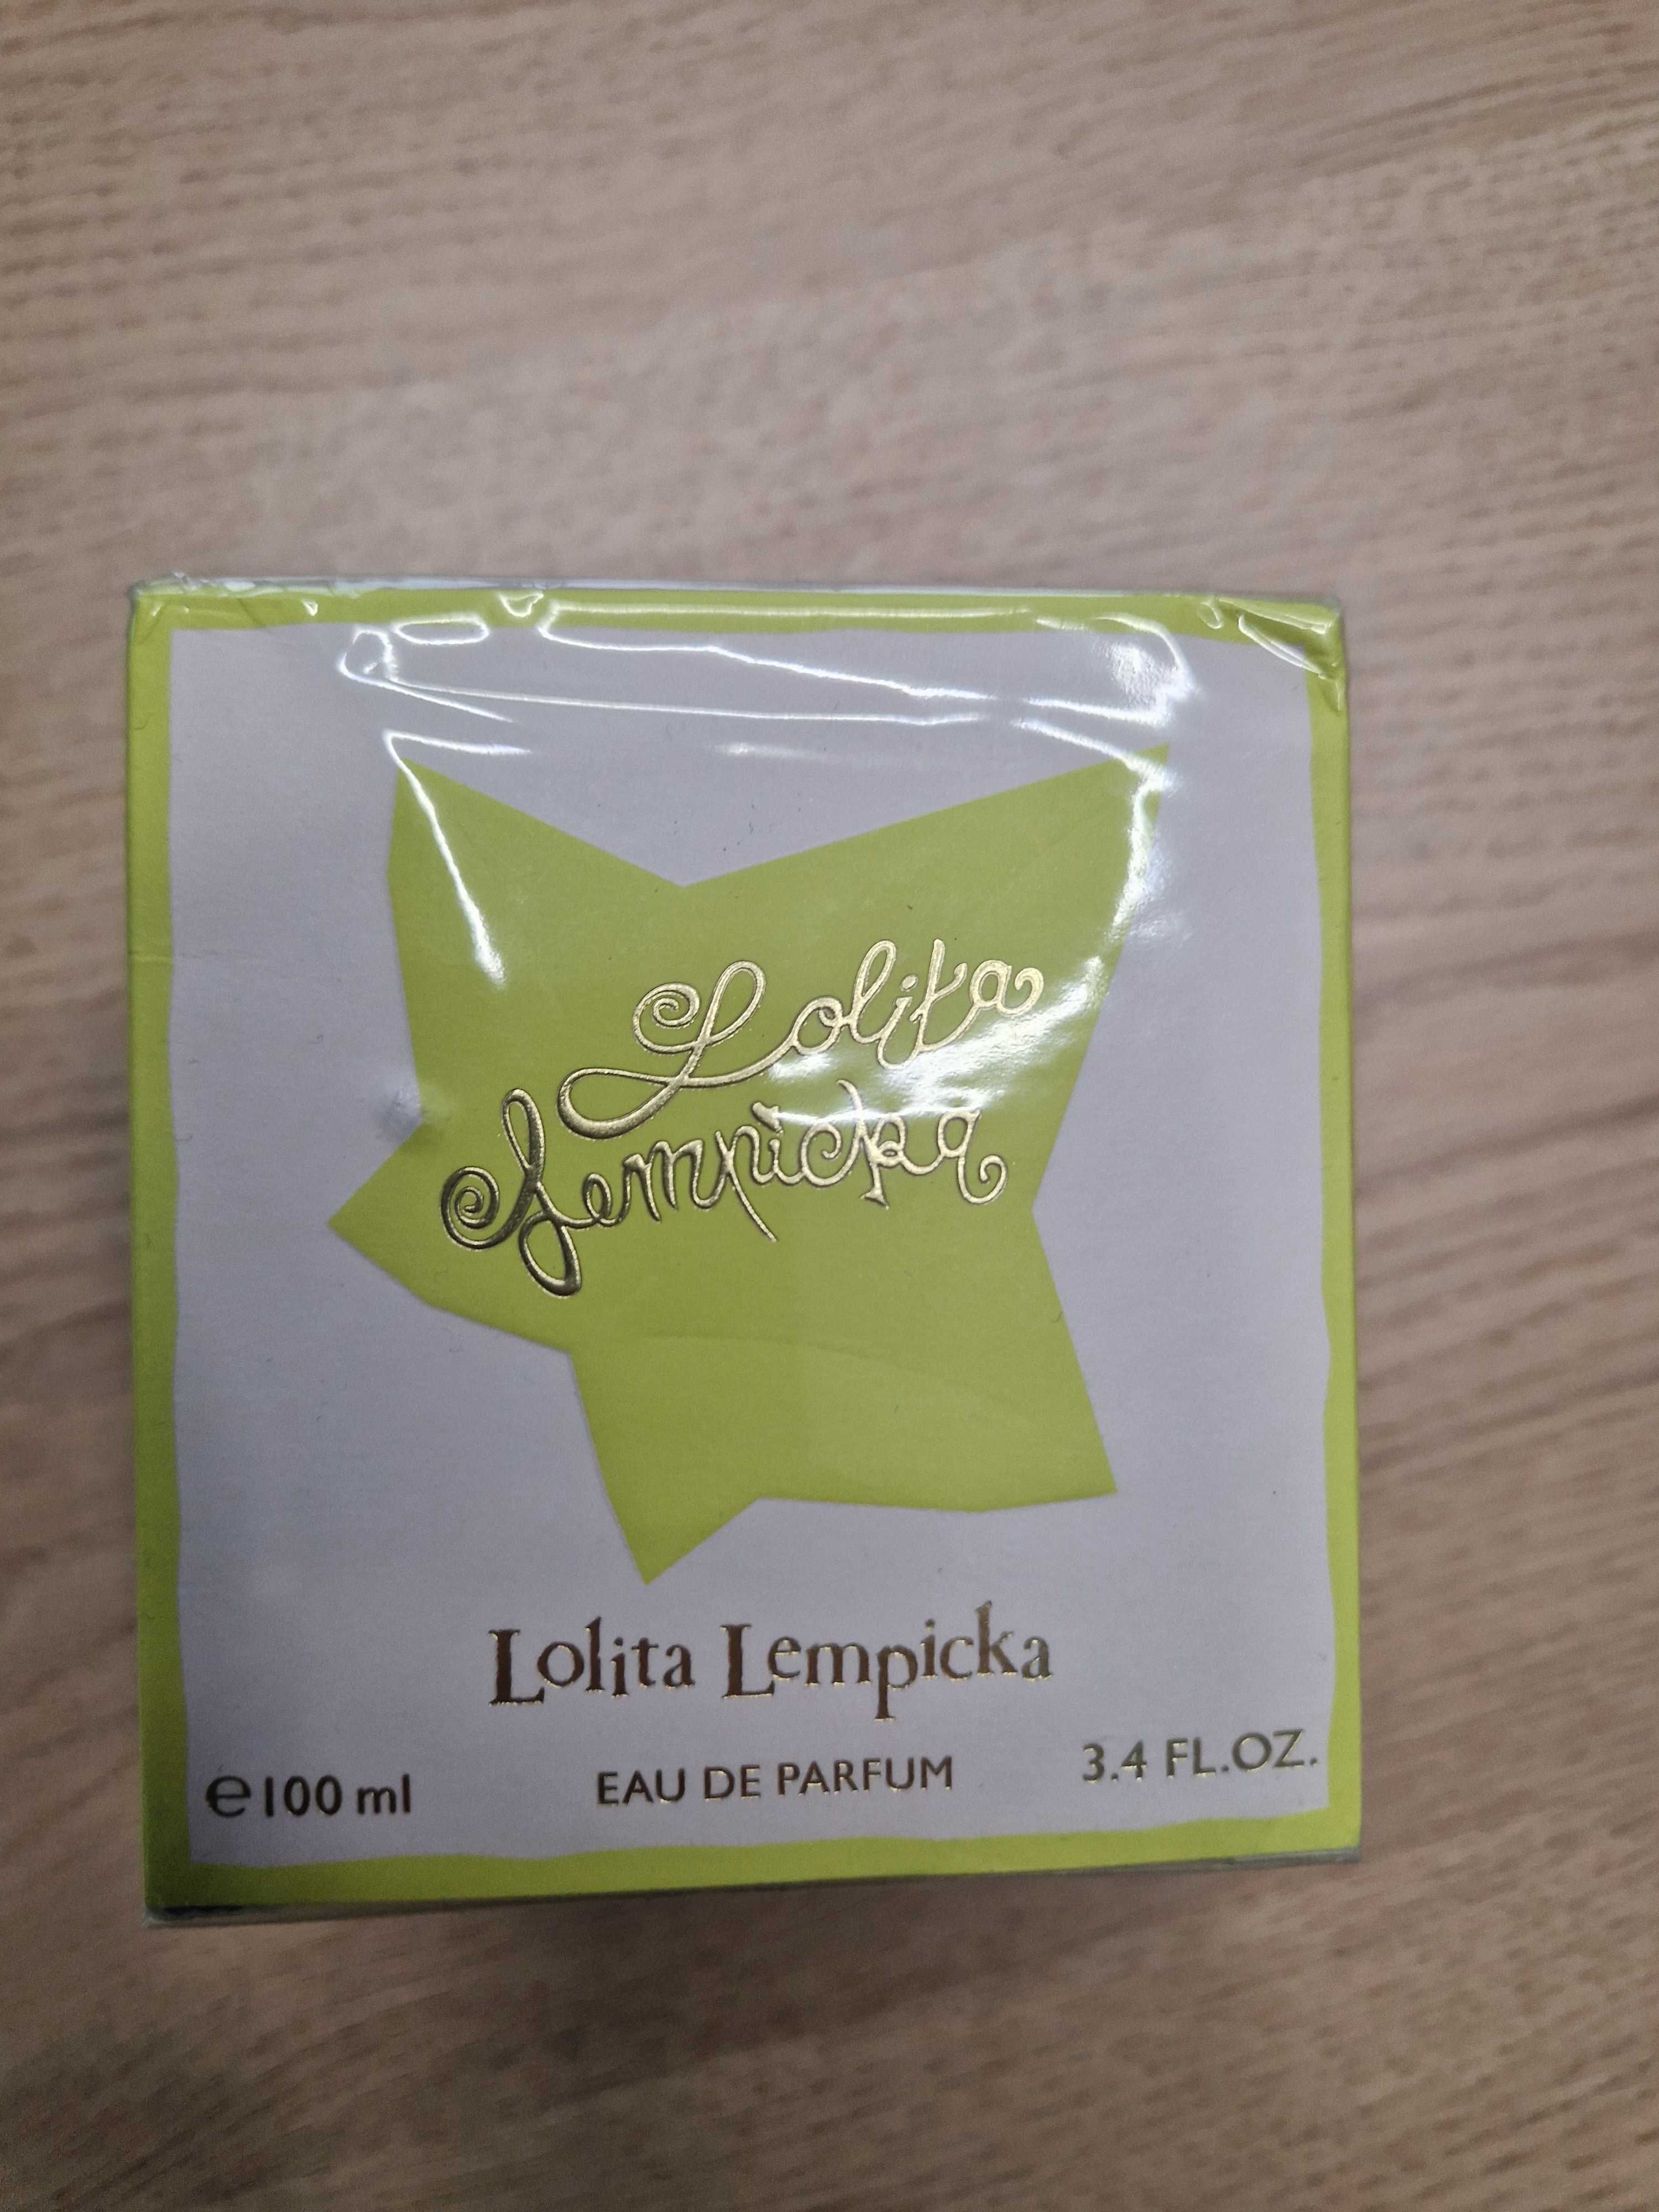 Lolita
Lempicka
Lolita Lempicka
℮100 ml EAU DE PARFUM 3.4 FL.OZ.